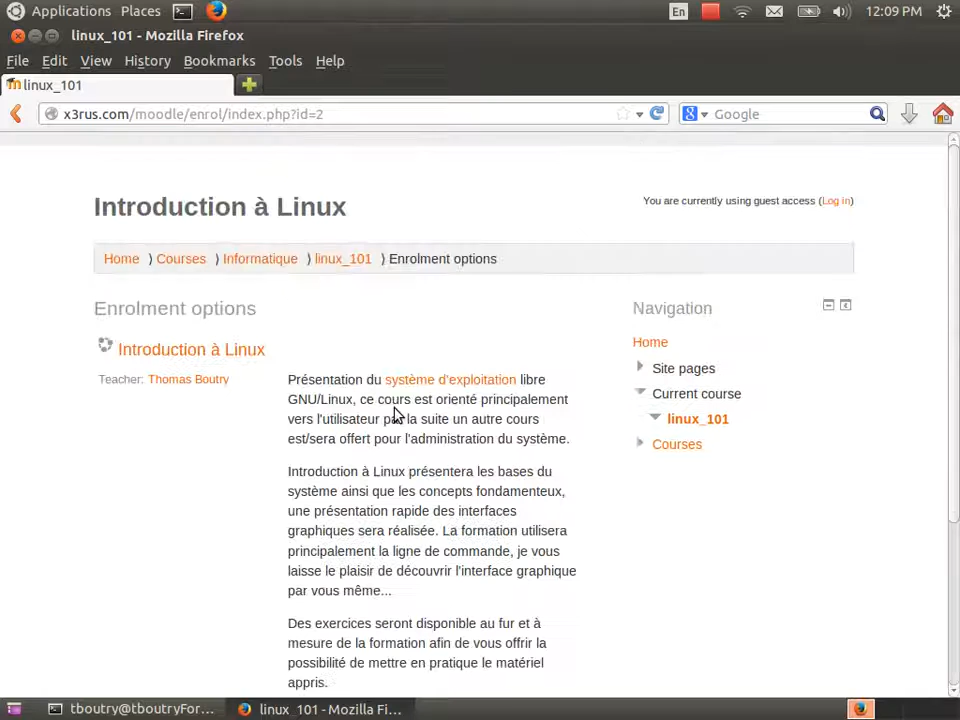 Applications Places En 12:09 PM
linux_101 - Mozilla Firefox
File Edit View History Bookmarks Tools Help
linux_101
x3rus.com/moodle/enrol/index.php?id=2 Google
Introduction à Linux
You are currently using guest access (Log in)
Home ⟩ Courses ⟩ Informatique ⟩ linux_101 ⟩ Enrolment options
Enrolment options
Introduction à Linux
Teacher: Thomas Boutry
Présentation du système d'exploitation libre
GNU/Linux, ce cours est orienté principalement
vers l'utilisateur par la suite un autre cours
est/sera offert pour l'administration du système.
Introduction à Linux présentera les bases du
système ainsi que les concepts fondamenteux,
une présentation rapide des interfaces
graphiques sera réalisée. La formation utilisera
principalement la ligne de commande, je vous
laisse le plaisir de découvrir l'interface graphique
par vous même...
Des exercices seront disponible au fur et à
mesure de la formation afin de vous offrir la
possibilité de mettre en pratique le matériel
appris.
Navigation
Home
Site pages
Current course
linux_101
Courses
tboutry@tboutryFor... linux_101 - Mozilla Fi...